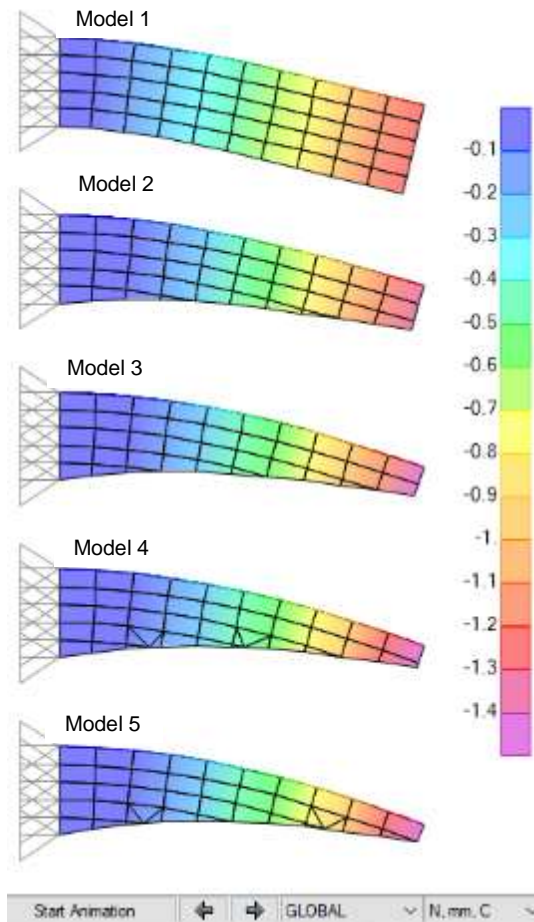 Model 1
Model 2
Model 3
Model 4
Model 5
-0.1
-0.2
-0.3
-0.4
-0.5
-0.6
-0.7
-0.8
-0.9
-1.
-1.1
-1.2
-1.3
-1.4
Start Animation GLOBAL N, mm, C